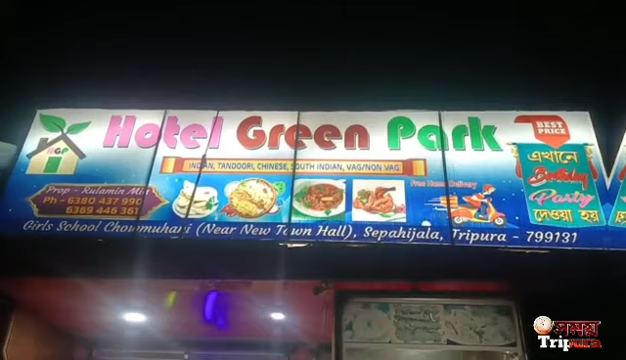 HGP
Hotel Green Park
BEST PRICE
INDIAN, TANDOORI, CHINESE, SOUTH INDIAN, VAG/NON VAG.
Free Home Delivery
Prop - Rulamin Mia
Ph - 6380 437 990
6369 446 361
এখানে
Birthday
Party
দেওয়া হয়
Girls School Chowmuhani (Near New Town Hall), Sepahijala, Tripura - 799131
সময়
Tripura